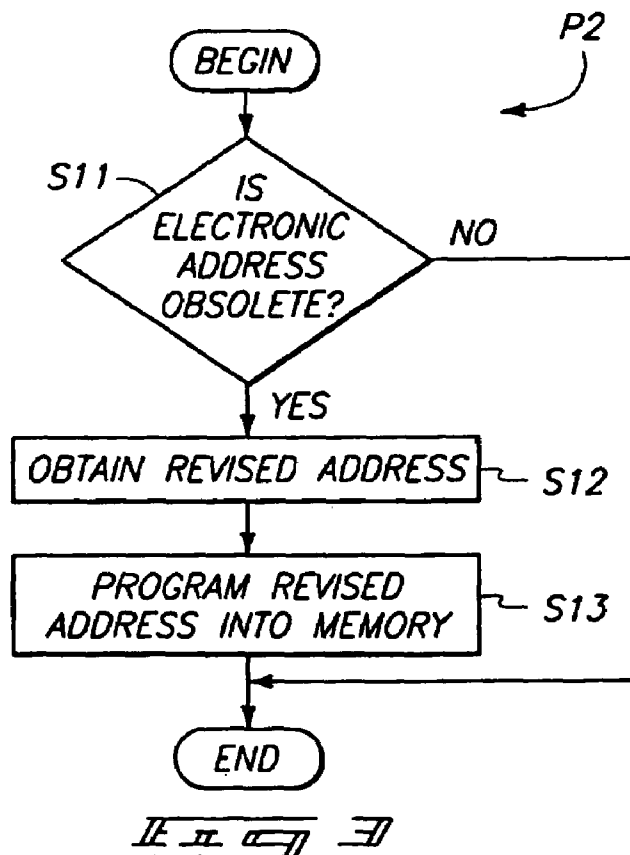 P2
BEGIN
S11
IS
ELECTRONIC
ADDRESS
OBSOLETE?
NO
YES
OBTAIN REVISED ADDRESS
S12
PROGRAM REVISED
ADDRESS INTO MEMORY
S13
END